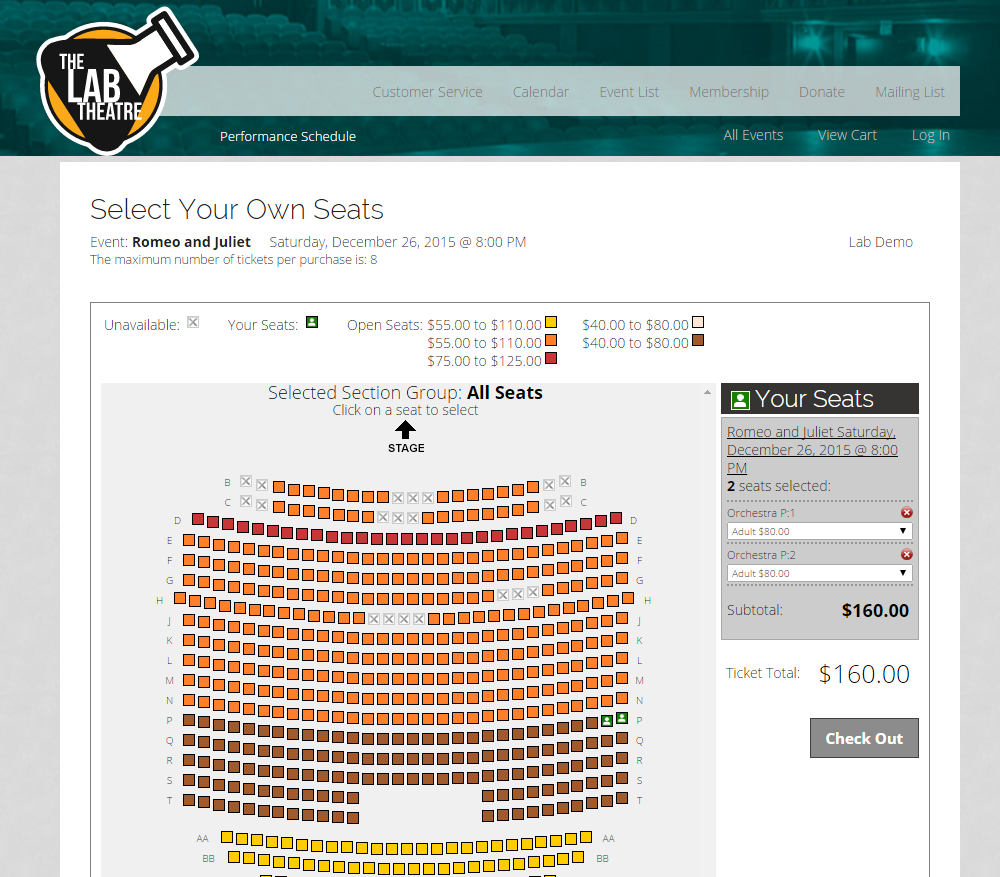 THE
LAB
THEATRE
Customer Service Calendar Event List Membership Donate Mailing List
Performance Schedule All Events View Cart Log In
Select Your Own Seats
Event: Romeo and Juliet Saturday, December 26, 2015 @ 8:00 PM Lab Demo
The maximum number of tickets per purchase is: 8
Unavailable: Your Seats: Open Seats: $55.00 to $110.00 $40.00 to $80.00
$55.00 to $110.00 $40.00 to $80.00
$75.00 to $125.00
Selected Section Group: All Seats
Click on a seat to select
STAGE
B B
C C
D D
E E
F F
G G
H H
J J
K K
L L
M M
N N
P P
Q Q
R R
S S
T T
AA AA
BB BB
Your Seats
Romeo and Juliet Saturday,
December 26, 2015 @ 8:00
PM
2 seats selected:
Orchestra P:1
Adult $80.00
Orchestra P:2
Adult $80.00
Subtotal: $160.00
Ticket Total: $160.00
Check Out